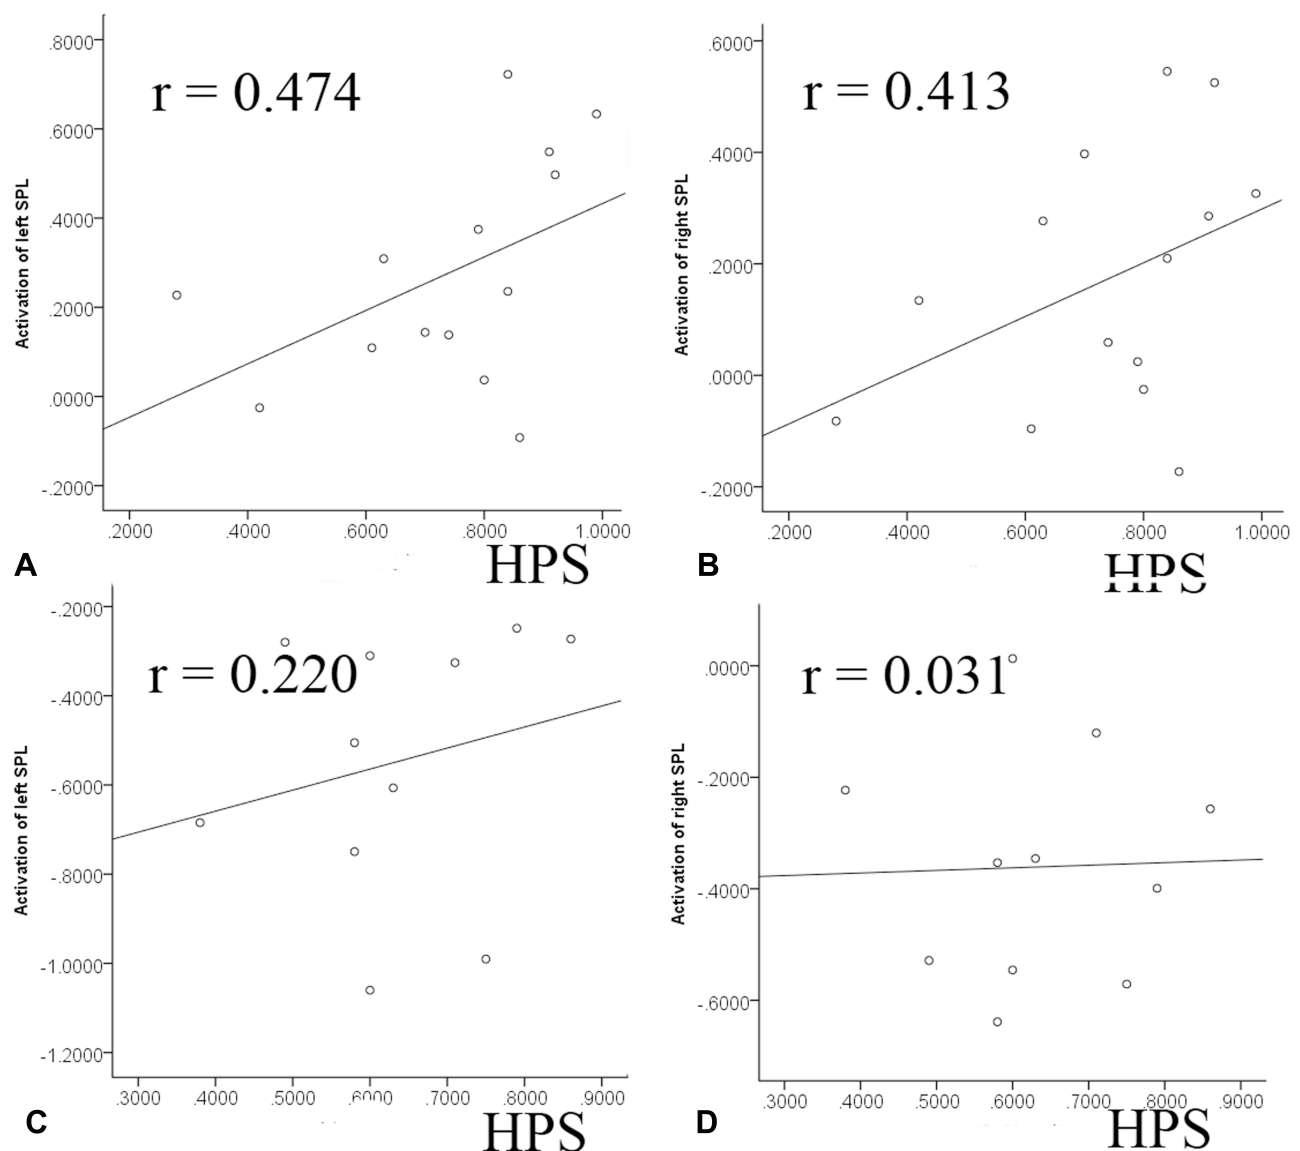 .8000
.6000
.4000
.2000
.0000
-.2000
Activation of left SPL
r = 0.474
.2000 .4000 .6000 .8000 1.0000
A
HPS
.6000
.4000
.2000
.0000
-.2000
Activation of right SPL
r = 0.413
.2000 .4000 .6000 .8000 1.0000
B
HPS
-.2000
-.4000
-.6000
-.8000
-1.0000
-1.2000
Activation of left SPL
r = 0.220
.3000 .4000 .5000 .6000 .7000 .8000 .9000
C
HPS
.0000
-.2000
-.4000
-.6000
Activation of right SPL
r = 0.031
.3000 .4000 .5000 .6000 .7000 .8000 .9000
D
HPS